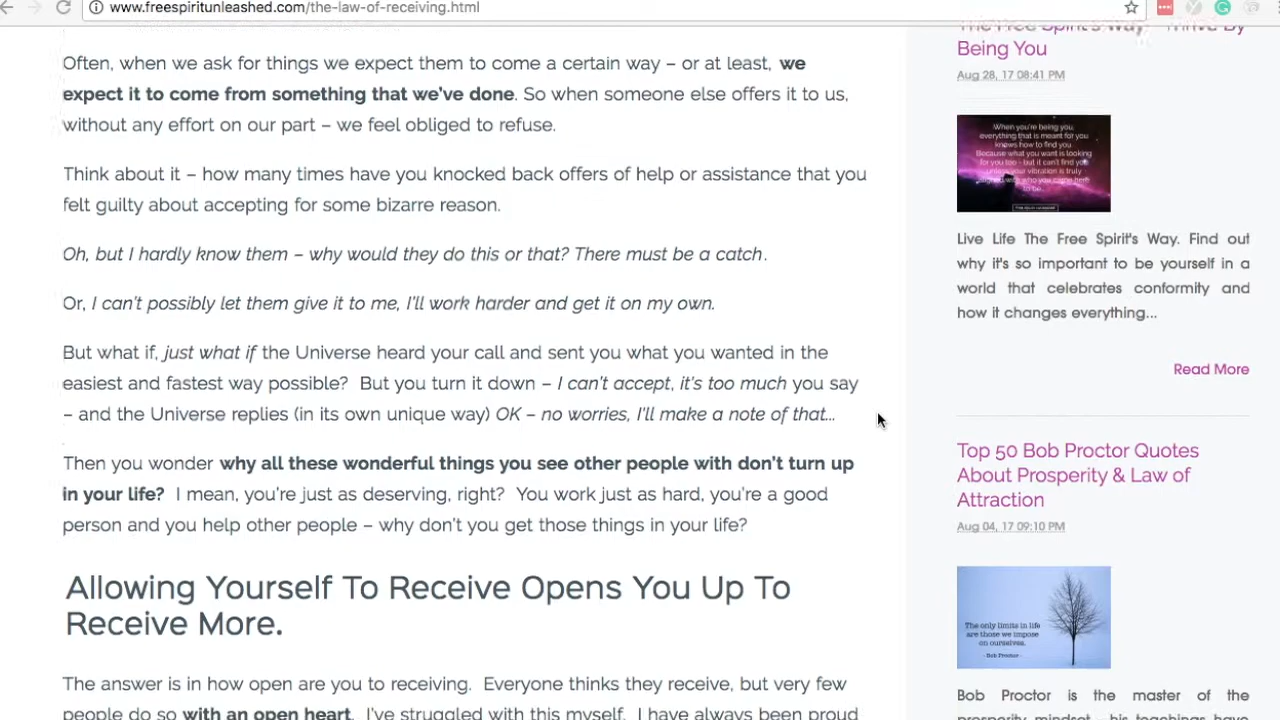 www.freespiritunleashed.com/the-law-of-receiving.html
Often, when we ask for things we expect them to come a certain way – or at least, we
expect it to come from something that we've done. So when someone else offers it to us,
without any effort on our part – we feel obliged to refuse.
Think about it – how many times have you knocked back offers of help or assistance that you
felt guilty about accepting for some bizarre reason.
Oh, but I hardly know them – why would they do this or that? There must be a catch.
Or, I can't possibly let them give it to me, I'll work harder and get it on my own.
But what if, just what if the Universe heard your call and sent you what you wanted in the
easiest and fastest way possible? But you turn it down – I can't accept, it's too much you say
– and the Universe replies (in its own unique way) OK – no worries, I'll make a note of that...
Then you wonder why all these wonderful things you see other people with don't turn up
in your life? I mean, you're just as deserving, right? You work just as hard, you're a good
person and you help other people – why don't you get those things in your life?
Allowing Yourself To Receive Opens You Up To
Receive More.
The answer is in how open are you to receiving. Everyone thinks they receive, but very few
people do so with an open heart. I've struggled with this myself. I have always been proud
The Free Spirit's Way - Thrive By
Being You
Aug 28, 17 08:41 PM
When you're being you,
everything that is meant for you
knows how to find you.
Because what you want is looking
for you too - but it can't find you
unless your vibration is truly
aligned with who you came here
to be...
Live Life The Free Spirit's Way. Find out
why it's so important to be yourself in a
world that celebrates conformity and
how it changes everything...
Read More
Top 50 Bob Proctor Quotes
About Prosperity & Law of
Attraction
Aug 04, 17 09:10 PM
The only limits in life
are those we impose
on ourselves.
- Bob Proctor -
Bob Proctor is the master of the
prosperity mindset - his teachings have